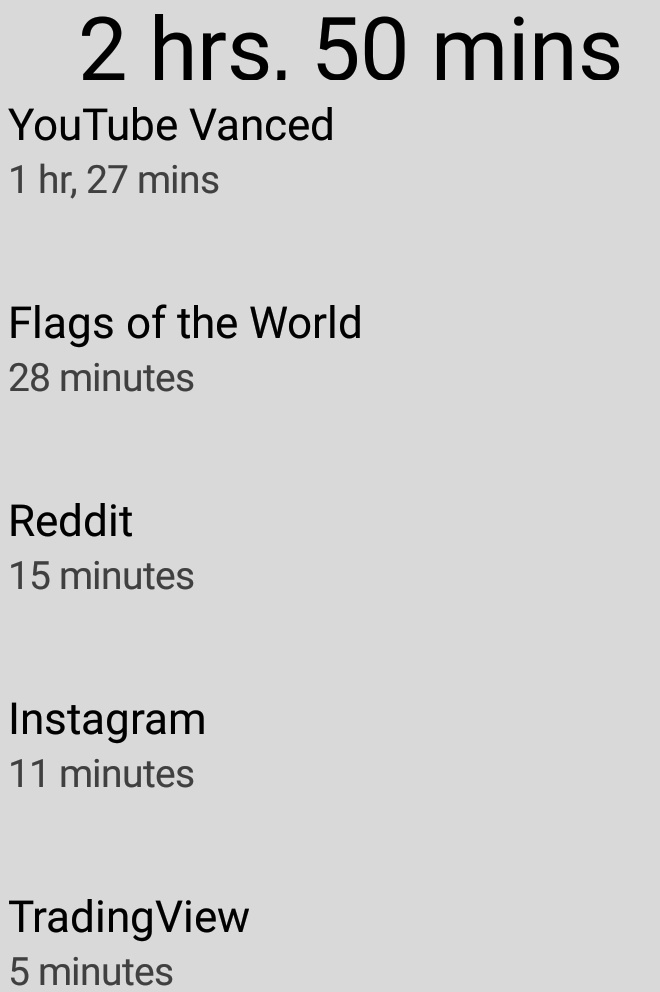 2 hrs. 50 mins
YouTube Vanced
1 hr, 27 mins
Flags of the World
28 minutes
Reddit
15 minutes
Instagram
11 minutes
TradingView
5 minutes